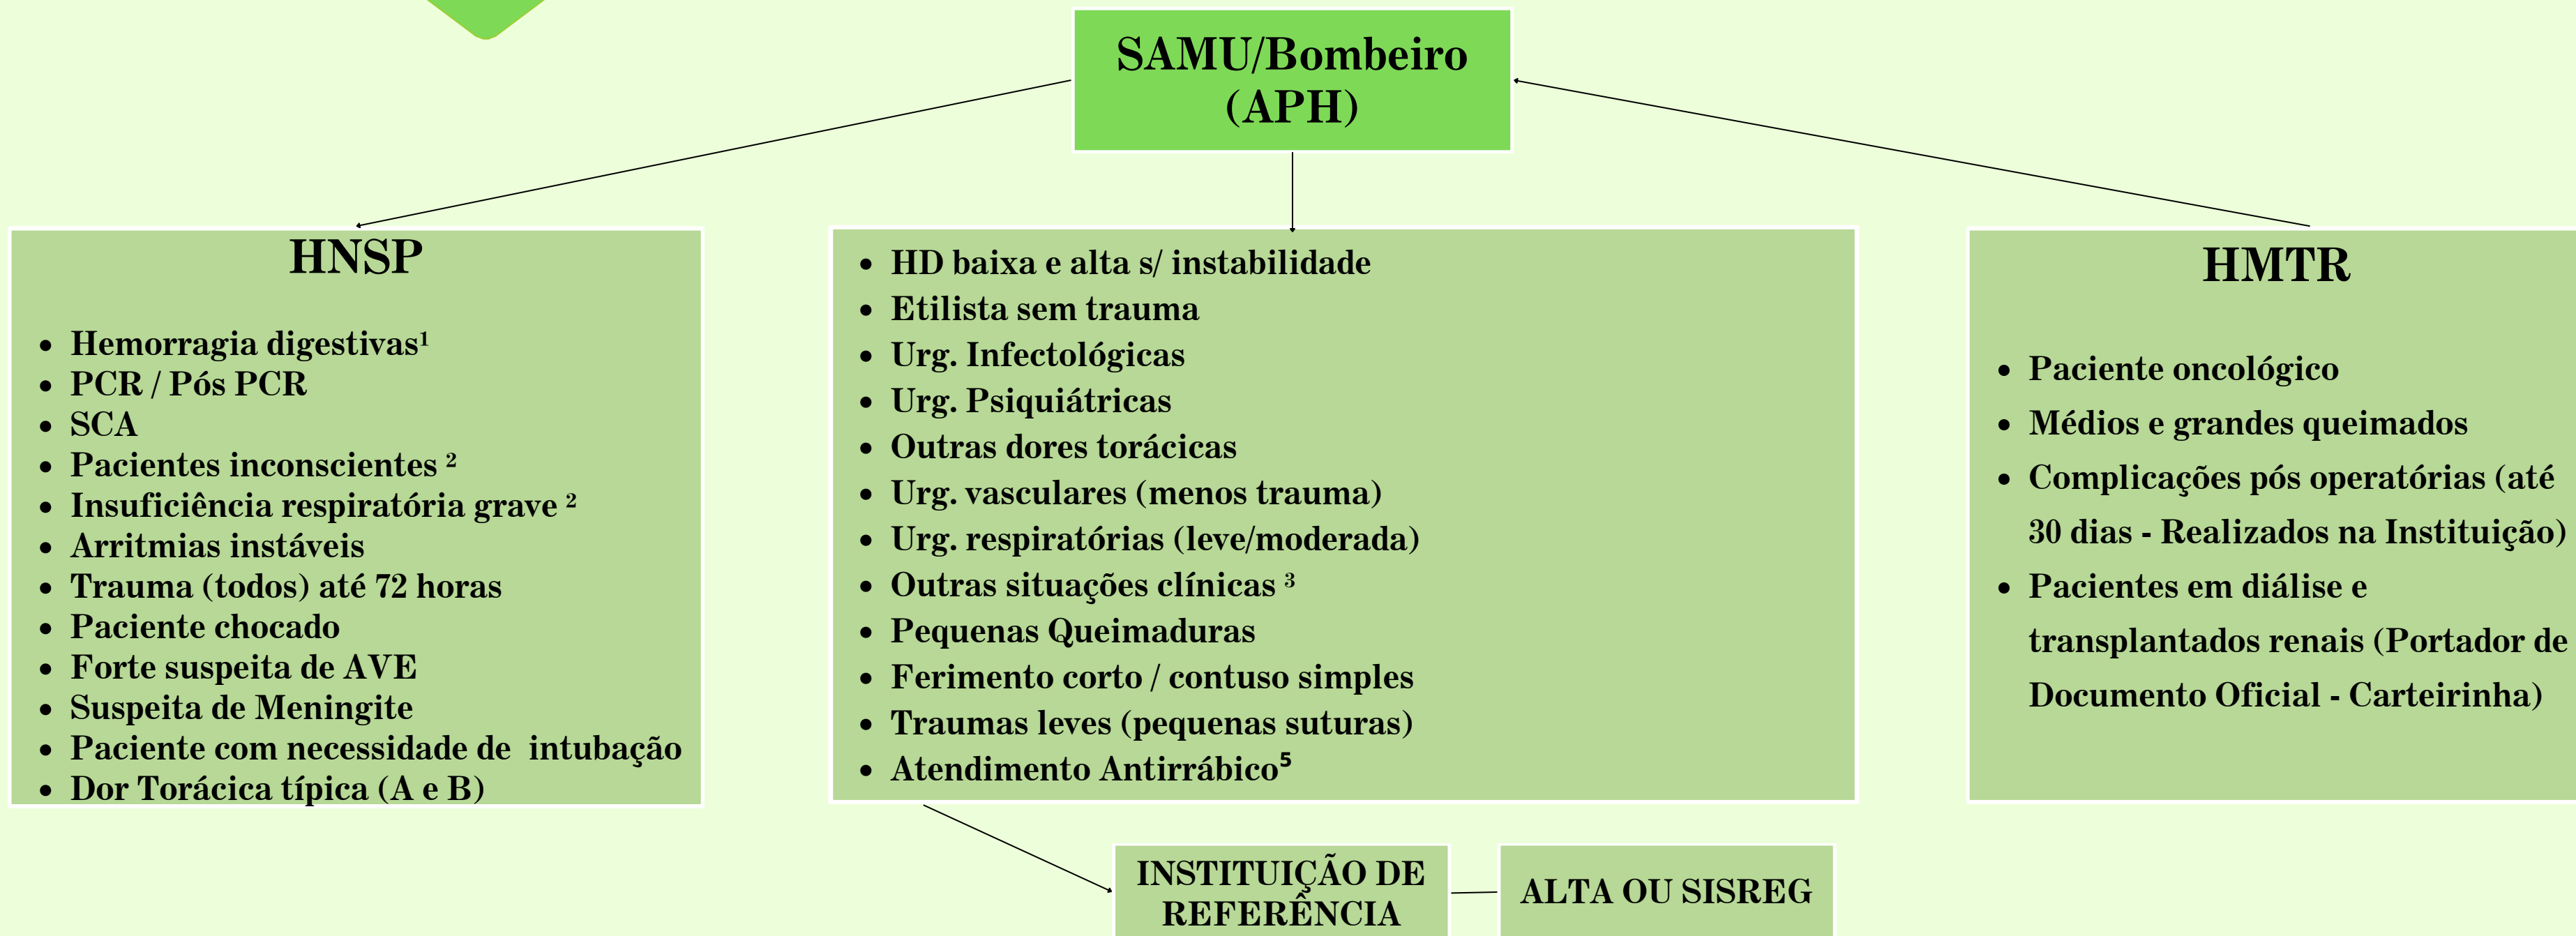 SAMU/Bombeiro
(APH)
HNSP
• Hemorragia digestivas¹
• PCR / Pós PCR
• SCA
• Pacientes inconscientes ²
• Insuficiência respiratória grave ²
• Arritmias instáveis
• Trauma (todos) até 72 horas
• Paciente chocado
• Forte suspeita de AVE
• Suspeita de Meningite
• Paciente com necessidade de  intubação
• Dor Torácica típica (A e B)
• HD baixa e alta s/ instabilidade
• Etilista sem trauma
• Urg. Infectológicas
• Urg. Psiquiátricas
• Outras dores torácicas
• Urg. vasculares (menos trauma)
• Urg. respiratórias (leve/moderada)
• Outras situações clínicas ³
• Pequenas Queimaduras
• Ferimento corto / contuso simples
• Traumas leves (pequenas suturas)
• Atendimento Antirrábico⁵
HMTR
• Paciente oncológico
• Médios e grandes queimados
• Complicações pós operatórias (até
30 dias - Realizados na Instituição)
• Pacientes em diálise e
transplantados renais (Portador de
Documento Oficial - Carteirinha)
INSTITUIÇÃO DE
REFERÊNCIA
ALTA OU SISREG